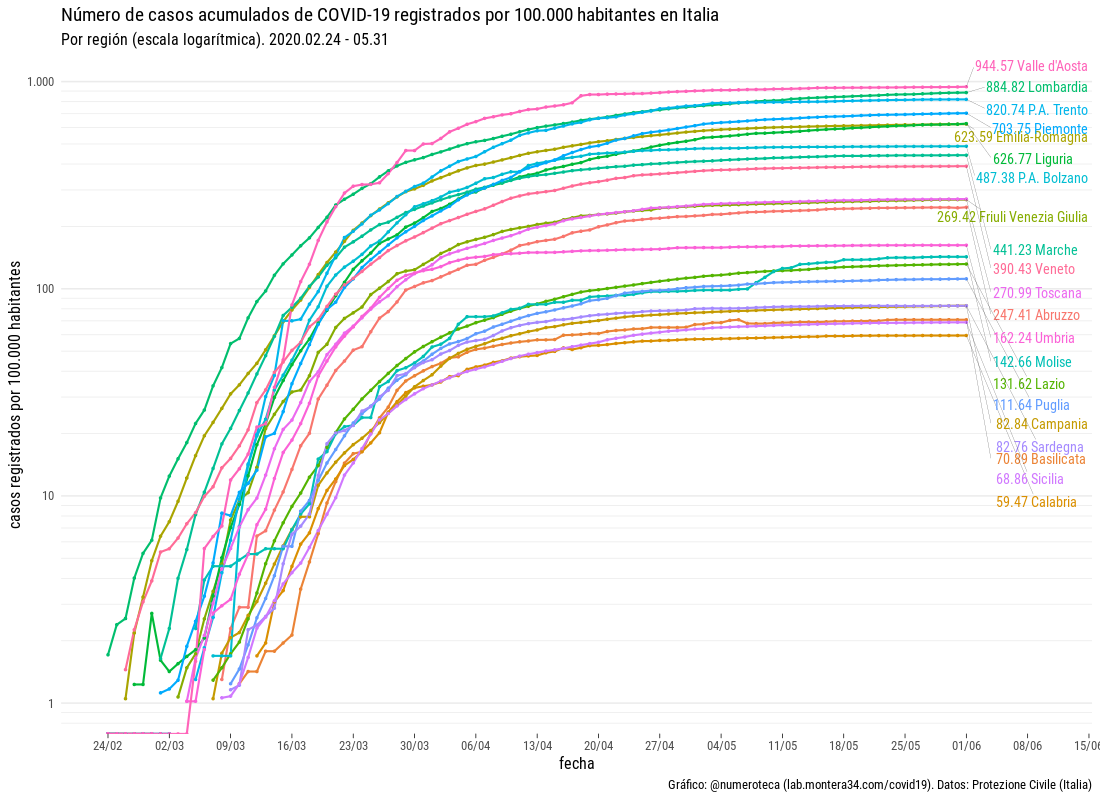 Número de casos acumulados de COVID-19 registrados por 100.000 habitantes en Italia
Por región (escala logarítmica). 2020.02.24 - 05.31
casos registrados por 100.000 habitantes
1.000
100
10
1
944.57 Valle d'Aosta
884.82 Lombardia
820.74 P.A. Trento
703.75 Piemonte
623.59 Emilia-Romagna
626.77 Liguria
487.38 P.A. Bolzano
269.42 Friuli Venezia Giulia
441.23 Marche
390.43 Veneto
270.99 Toscana
247.41 Abruzzo
162.24 Umbria
142.66 Molise
131.62 Lazio
111.64 Puglia
82.84 Campania
82.76 Sardegna
70.89 Basilicata
68.86 Sicilia
59.47 Calabria
24/02 02/03 09/03 16/03 23/03 30/03 06/04 13/04 20/04 27/04 04/05 11/05 18/05 25/05 01/06 08/06 15/06
fecha
Gráfico: @numeroteca (lab.montera34.com/covid19). Datos: Protezione Civile (Italia)